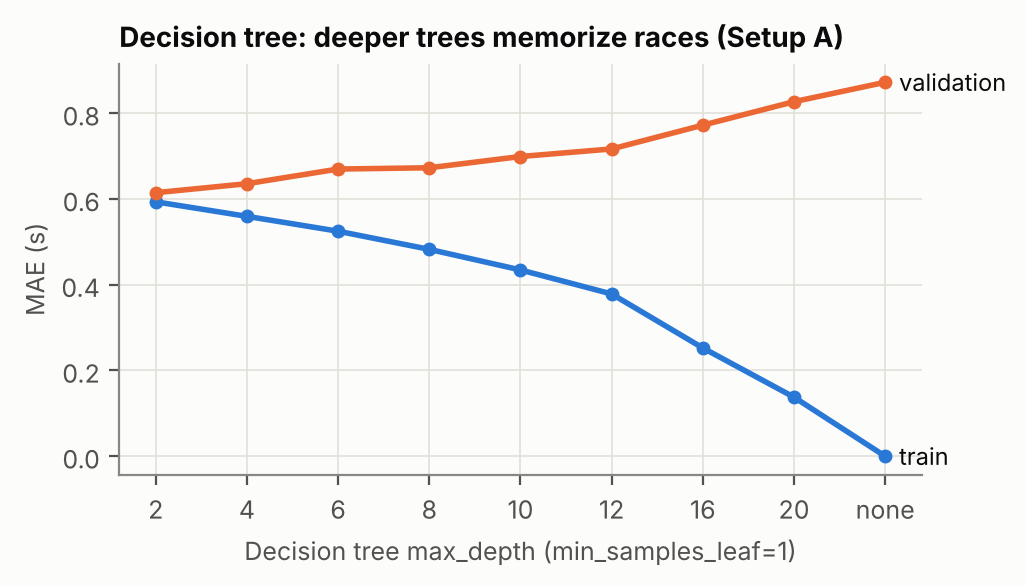 Decision tree: deeper trees memorize races (Setup A)
validation
0.8
0.6
0.4
0.2
0.0
MAE (s)
train
2 4 6 8 10 12 16 20 none
Decision tree max_depth (min_samples_leaf=1)